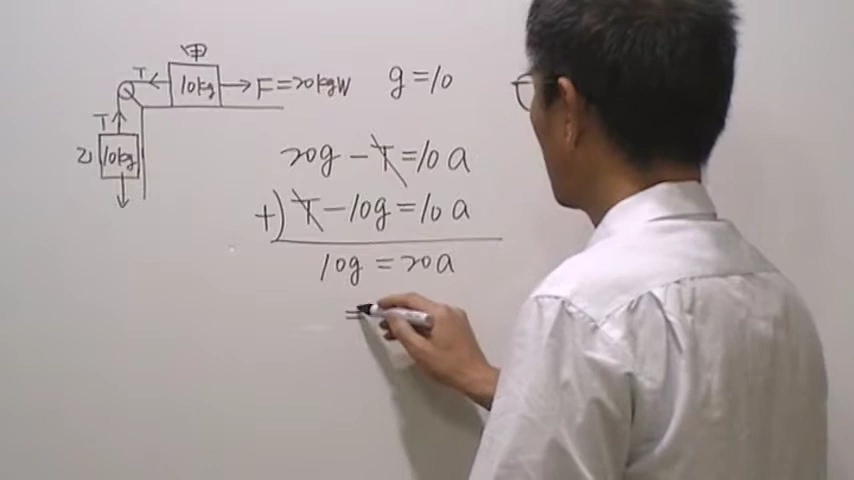 甲
T 10kg F=20kgW g=10
T
乙 10kg
20g-T=10a
+) T-10g=10a
10g=20a
=